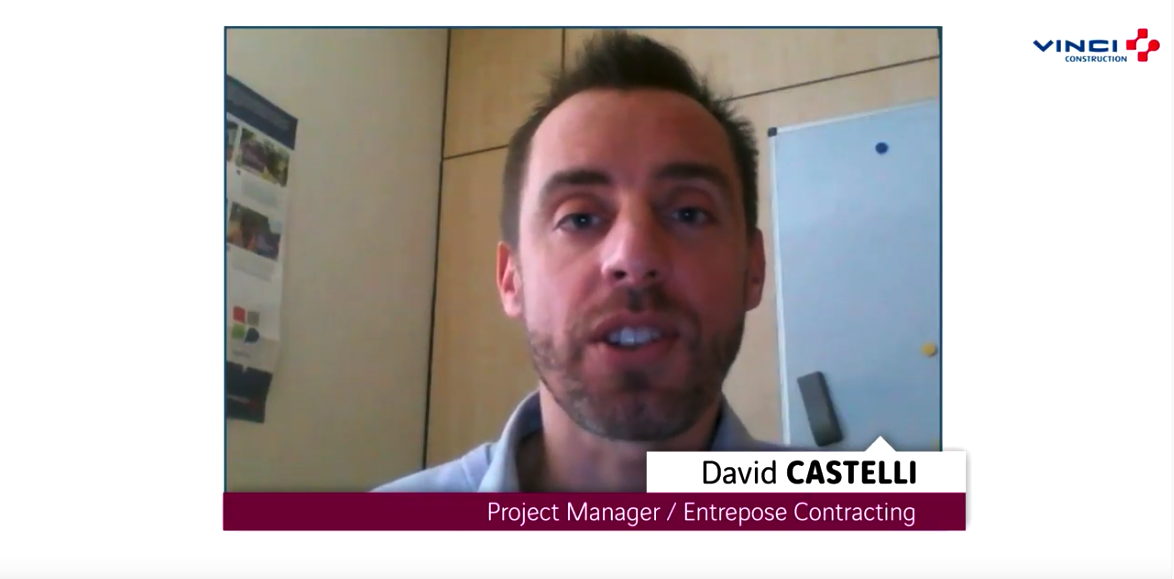 VINCI
CONSTRUCTION
David CASTELLI
Project Manager / Entrepose Contracting